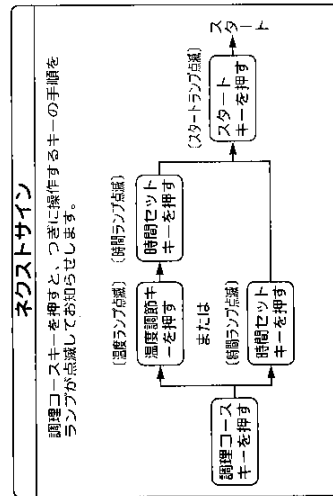 ネクストサイン
調理コースキーを押すと、つぎに操作するキーの手順を
ランプが点滅してお知らせします。
調理コース
キーを押す
(温度ランプ点滅)
温度調節キ
ーを押す
(時間ランプ点滅)
時間セット
キーを押す
または
(時間ランプ点滅)
時間セット
キーを押す
(スタートランプ点滅)
スタート
キーを押す
スタート